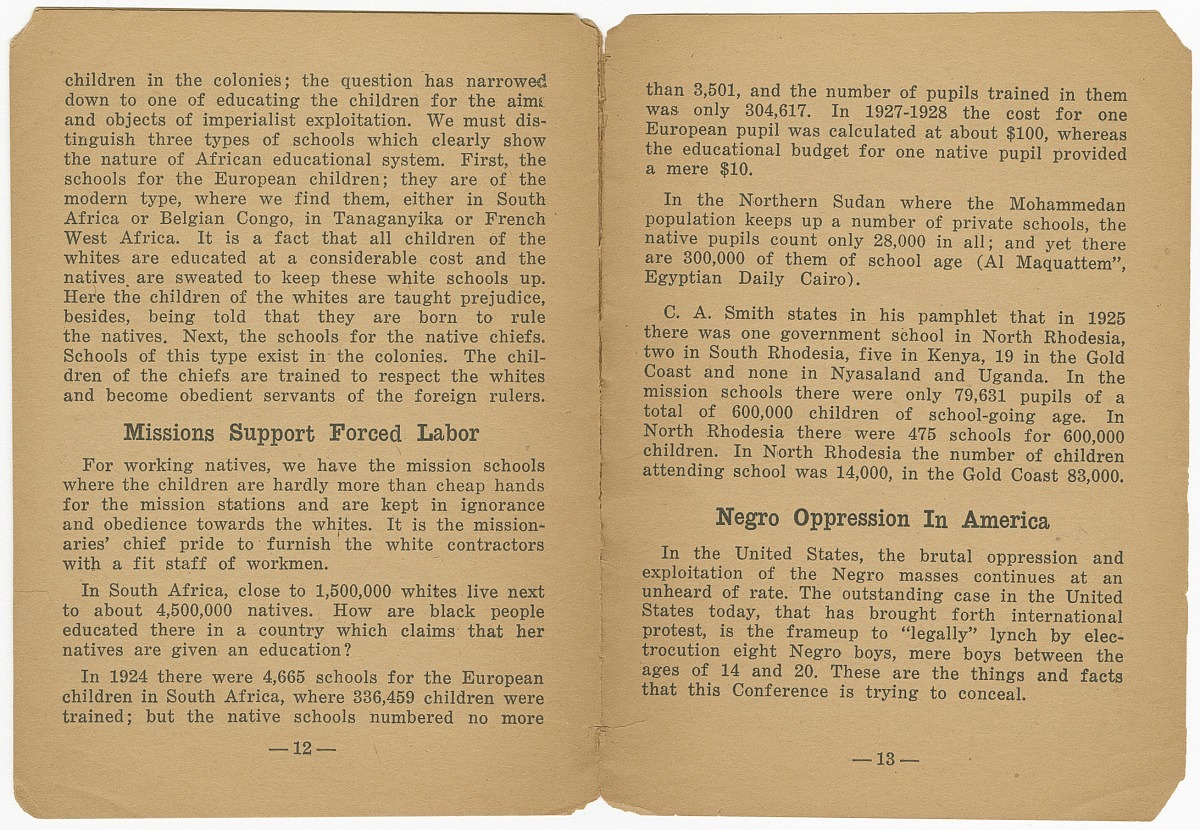 children in the colonies; the question has narrowed
down to one of educating the children for the aims
and objects of imperialist exploitation. We must dis-
tinguish three types of schools which clearly show
the nature of African educational system. First, the
schools for the European children; they are of the
modern type, where we find them, either in South
Africa or Belgian Congo, in Tanaganyika or French
West Africa. It is a fact that all children of the
whites are educated at a considerable cost and the
natives are sweated to keep these white schools up.
Here the children of the whites are taught prejudice,
besides, being told that they are born to rule
the natives. Next, the schools for the native chiefs.
Schools of this type exist in the colonies. The chil-
dren of the chiefs are trained to respect the whites
and become obedient servants of the foreign rulers.
Missions Support Forced Labor
For working natives, we have the mission schools
where the children are hardly more than cheap hands
for the mission stations and are kept in ignorance
and obedience towards the whites. It is the mission-
aries' chief pride to furnish the white contractors
with a fit staff of workmen.
In South Africa, close to 1,500,000 whites live next
to about 4,500,000 natives. How are black people
educated there in a country which claims that her
natives are given an education?
In 1924 there were 4,665 schools for the European
children in South Africa, where 336,459 children were
trained; but the native schools numbered no more
—12—
than 3,501, and the number of pupils trained in them
was only 304,617. In 1927-1928 the cost for one
European pupil was calculated at about $100, whereas
the educational budget for one native pupil provided
a mere $10.
In the Northern Sudan where the Mohammedan
population keeps up a number of private schools, the
native pupils count only 28,000 in all; and yet there
are 300,000 of them of school age (Al Maquattem",
Egyptian Daily Cairo).
C. A. Smith states in his pamphlet that in 1925
there was one government school in North Rhodesia,
two in South Rhodesia, five in Kenya, 19 in the Gold
Coast and none in Nyasaland and Uganda. In the
mission schools there were only 79,631 pupils of a
total of 600,000 children of school-going age. In
North Rhodesia there were 475 schools for 600,000
children. In North Rhodesia the number of children
attending school was 14,000, in the Gold Coast 83,000.
Negro Oppression In America
In the United States, the brutal oppression and
exploitation of the Negro masses continues at an
unheard of rate. The outstanding case in the United
States today, that has brought forth international
protest, is the frameup to "legally" lynch by elec-
trocution eight Negro boys, mere boys between the
ages of 14 and 20. These are the things and facts
that this Conference is trying to conceal.
—13—